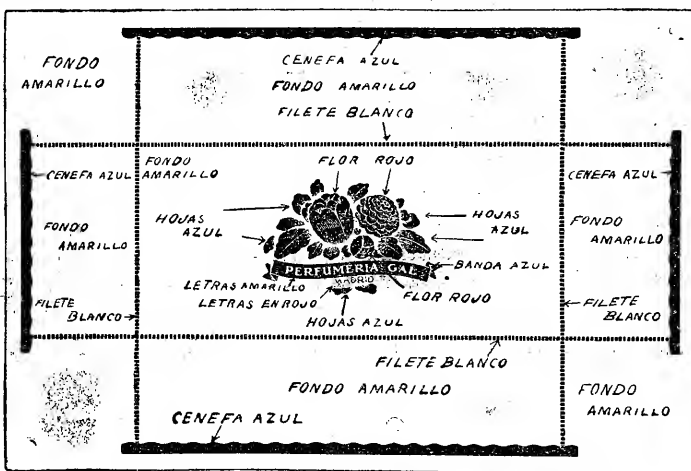 FONDO
AMARILLO
CENEFA AZUL
FONDO AMARILLO
FILETE BLANCO
CENEFA AZUL
FONDO
AMARILLO
FLOR ROJO
CENEFA AZUL
HOJAS
AZUL
HOJAS
AZUL
FONDO
AMARILLO
FONDO
AMARILLO
PERFUMERIA GAL
MADRID
BANDA AZUL
LETRAS AMARILLO
LETRAS EN ROJO
FLOR ROJO
HOJAS AZUL
FILETE
BLANCO
FILETE
BLANCO
FILETE BLANCO
FONDO AMARILLO
FONDO
AMARILLO
CENEFA AZUL